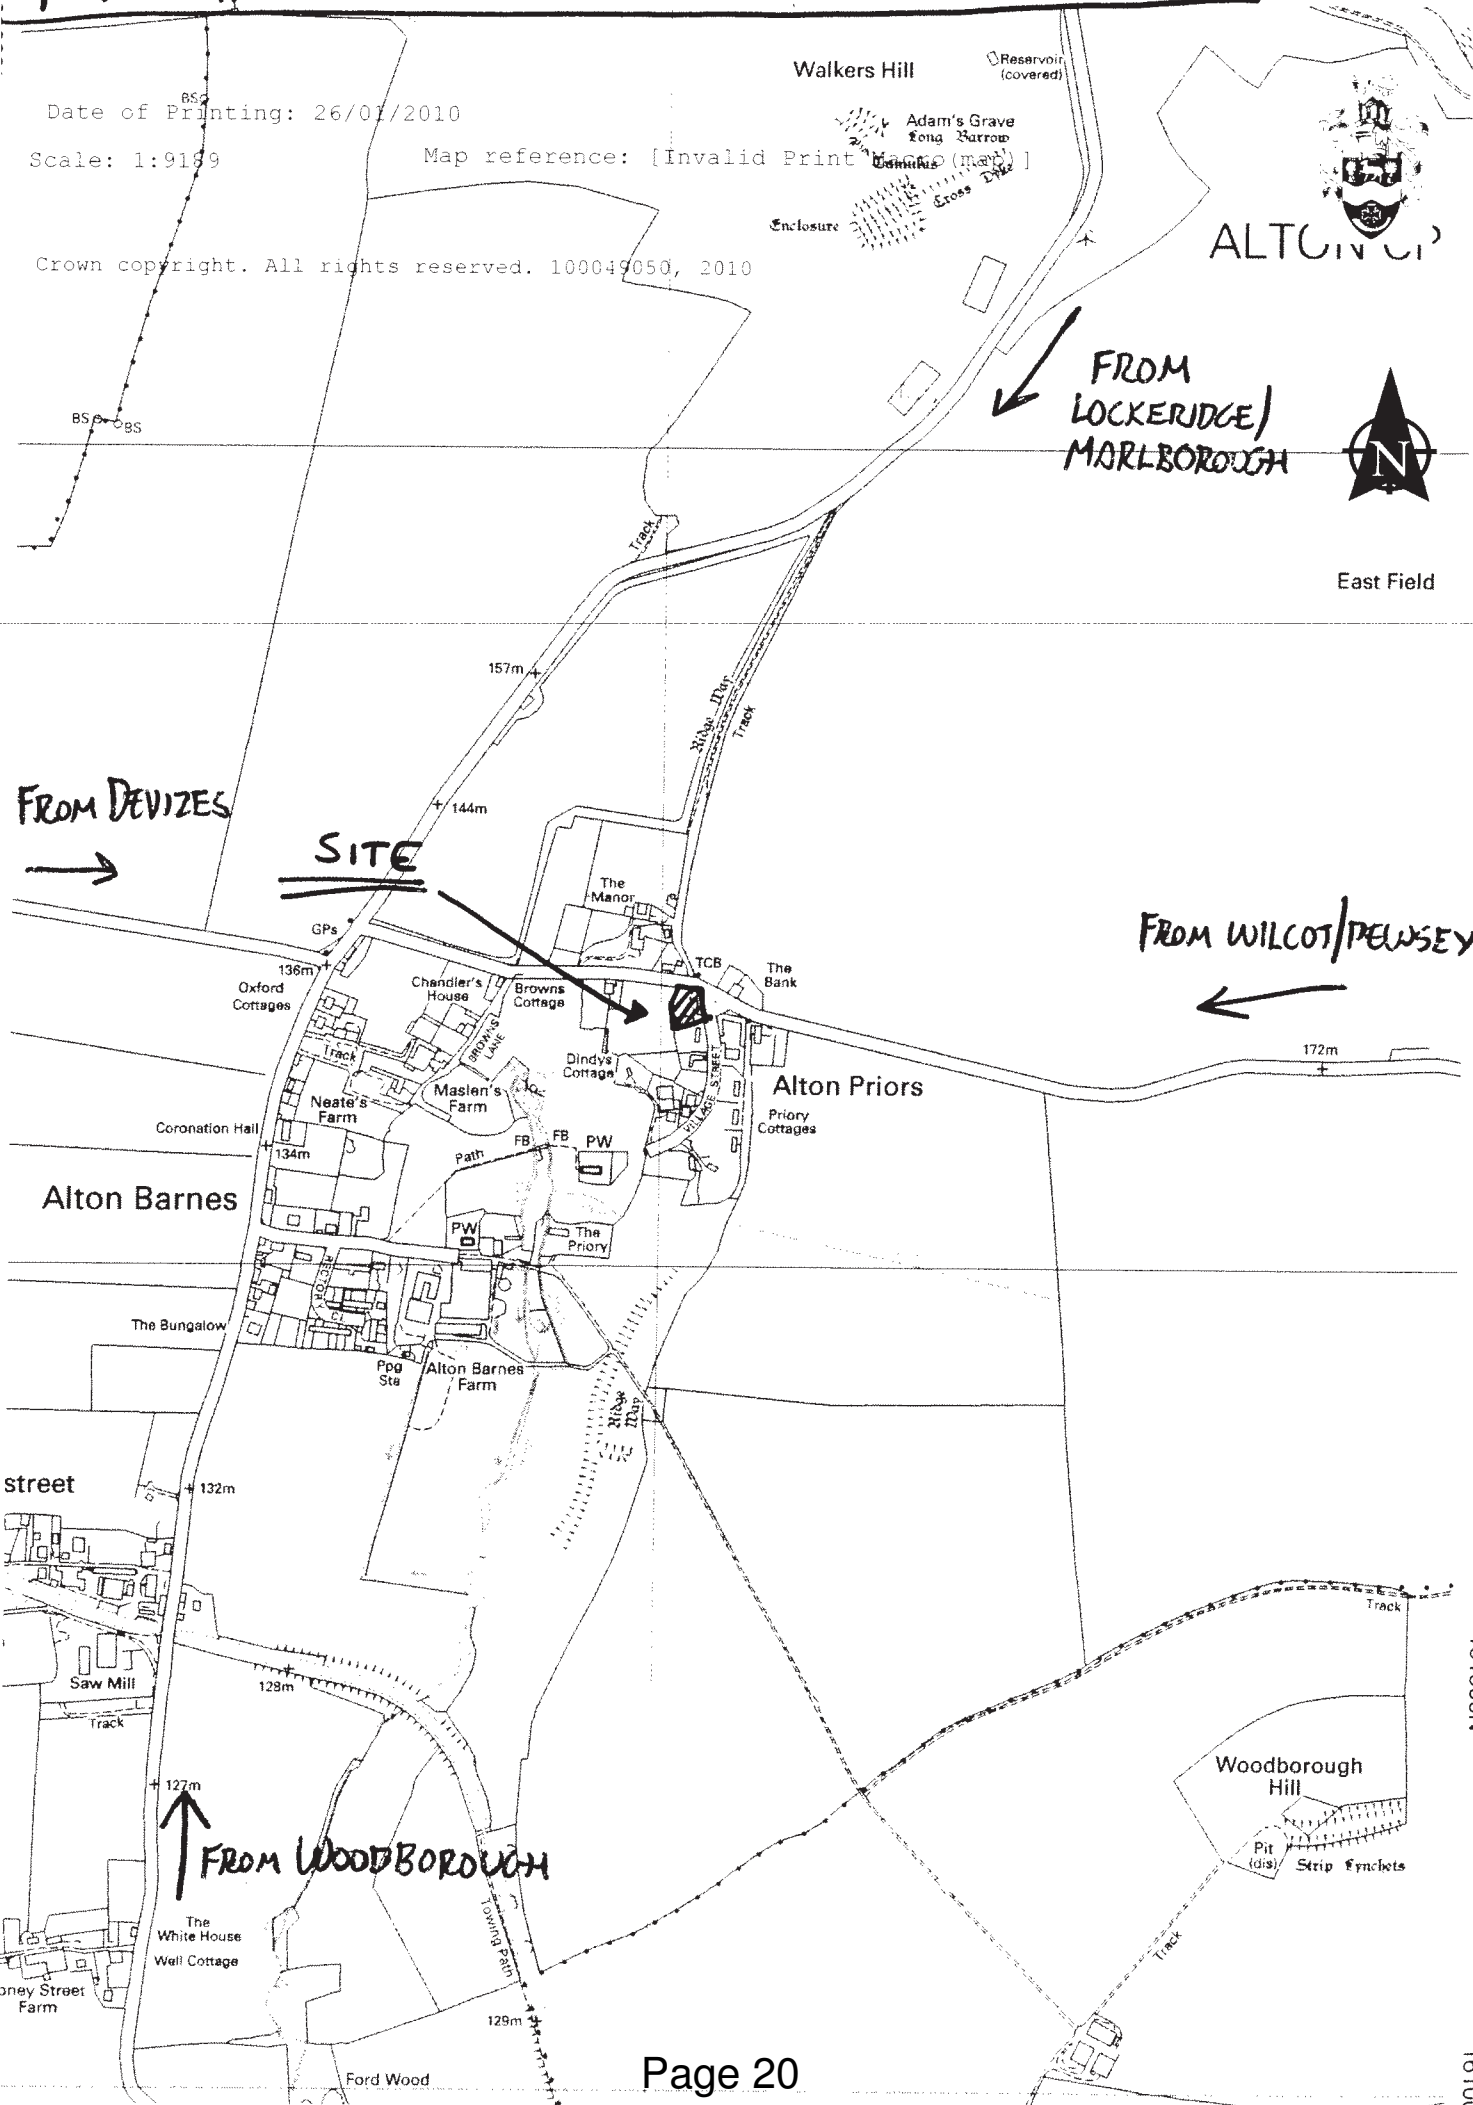 Walkers Hill
Reservoir
(covered)
BS
Date of Printing: 26/01/2010
Adam's Grave
Long Barrow
Scale: 1:9189
Map reference: [Invalid Print Macro(map)]
Tumulus
Cross Dyke
Enclosure
ALTON CP
Crown copyright. All rights reserved. 100049050, 2010
FROM
LOCKERIDGE/
MARLBOROUGH
BS
BS
N
Track
East Field
157m
Ridge Way
Track
FROM DEVIZES
144m
SITE
The
Manor
GPs
FROM WILCOT/PEWSEY
136m
TCB
The
Bank
Oxford
Cottages
Chandler's
House
Browns
Cottage
BROWNS
LANE
Track
Dindys
Cottage
172m
VILLAGE STREET
Alton Priors
Neate's
Farm
Maslen's
Farm
Priory
Cottages
Coronation Hall
134m
FB
FB
PW
Path
Alton Barnes
PW
The
Priory
RECTORY
The Bungalow
Ppg
Sta
Alton Barnes
Farm
Ridge
Way
street
132m
Track
Saw Mill
128m
Track
127m
Woodborough
Hill
Pit
(dis)
Strip Lynchets
FROM WOODBOROUGH
The
White House
Well Cottage
Towing Path
Track
oney Street
Farm
129m
Ford Wood
Page 20